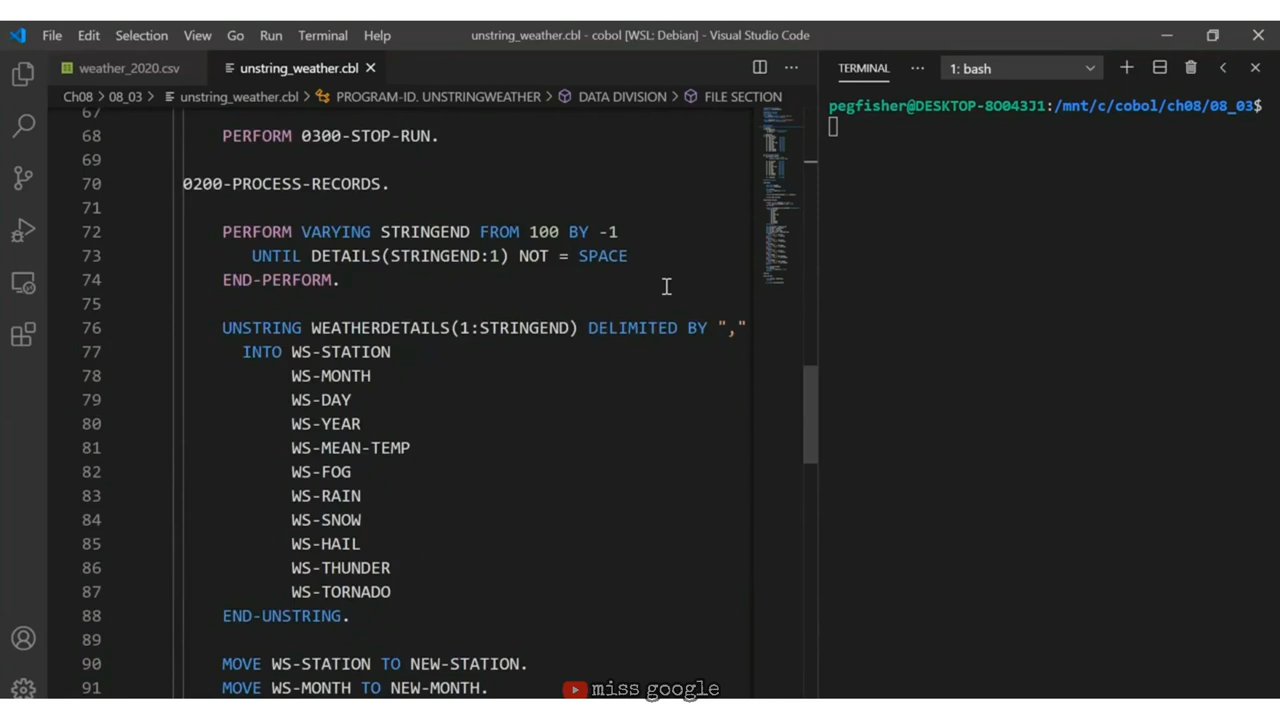 File Edit Selection View Go Run Terminal Help unstring_weather.cbl - cobol [WSL: Debian] - Visual Studio Code
weather_2020.csv unstring_weather.cbl
Ch08 > 08_03 > unstring_weather.cbl > PROGRAM-ID. UNSTRINGWEATHER > DATA DIVISION > FILE SECTION
67
68 PERFORM 0300-STOP-RUN.
69
70 0200-PROCESS-RECORDS.
71
72 PERFORM VARYING STRINGEND FROM 100 BY -1
73 UNTIL DETAILS(STRINGEND:1) NOT = SPACE
74 END-PERFORM.
75
76 UNSTRING WEATHERDETAILS(1:STRINGEND) DELIMITED BY ","
77 INTO WS-STATION
78 WS-MONTH
79 WS-DAY
80 WS-YEAR
81 WS-MEAN-TEMP
82 WS-FOG
83 WS-RAIN
84 WS-SNOW
85 WS-HAIL
86 WS-THUNDER
87 WS-TORNADO
88 END-UNSTRING.
89
90 MOVE WS-STATION TO NEW-STATION.
91 MOVE WS-MONTH TO NEW-MONTH.
TERMINAL ... 1: bash
pegfisher@DESKTOP-8O043J1:/mnt/c/cobol/ch08/08_03$
miss google